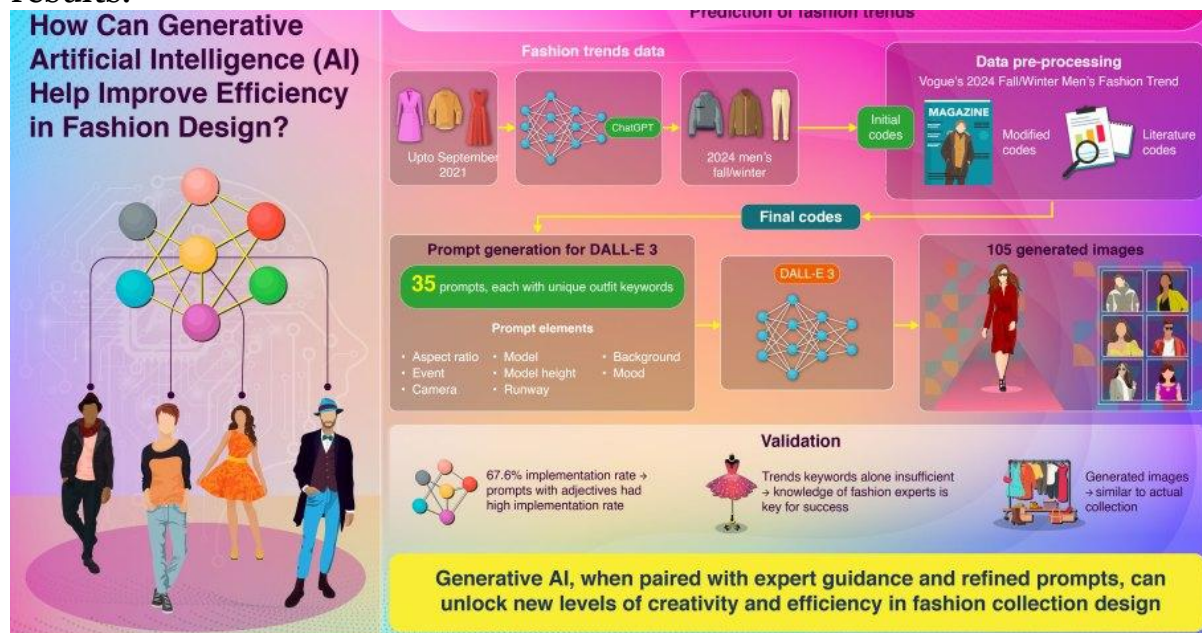 results.
How Can Generative
Artificial Intelligence (AI)
Help Improve Efficiency
in Fashion Design?
Prediction of fashion trends
Fashion trends data
Upto September
2021
ChatGPT
2024 men's
fall/winter
Initial
codes
Data pre-processing
Vogue's 2024 Fall/Winter Men's Fashion Trend
MAGAZINE
Modified
codes
Literature
codes
Final codes
Prompt generation for DALL-E 3
35 prompts, each with unique outfit keywords
Prompt elements
• Aspect ratio
• Event
• Camera
• Model
• Model height
• Runway
• Background
• Mood
DALL-E 3
105 generated images
Validation
67.6% implementation rate →
prompts with adjectives had
high implementation rate
Trends keywords alone insufficient
→ knowledge of fashion experts is
key for success
Generated images
→ similar to actual
collection
Generative AI, when paired with expert guidance and refined prompts, can
unlock new levels of creativity and efficiency in fashion collection design